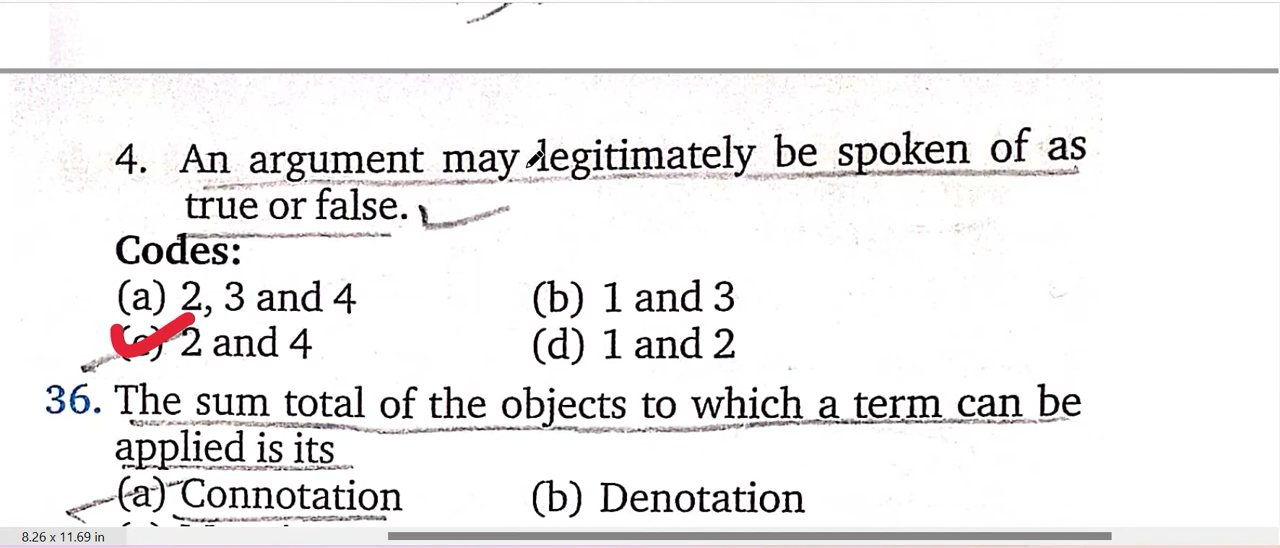 4. An argument may legitimately be spoken of as
true or false.
Codes:
(a) 2, 3 and 4 (b) 1 and 3
(c) 2 and 4 (d) 1 and 2
36. The sum total of the objects to which a term can be
applied is its
(a) Connotation (b) Denotation
8.26 x 11.69 in